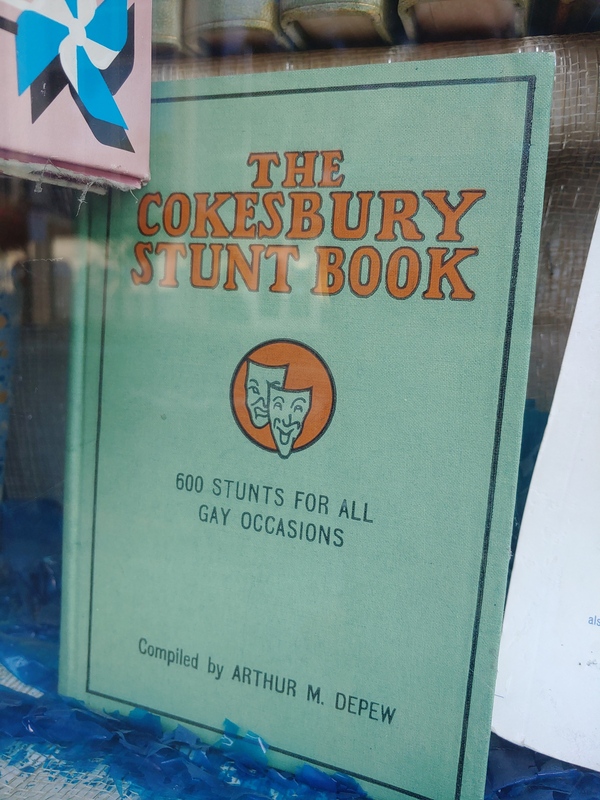 THE
COKESBURY
STUNT BOOK
600 STUNTS FOR ALL
GAY OCCASIONS
Compiled by ARTHUR M. DEPEW